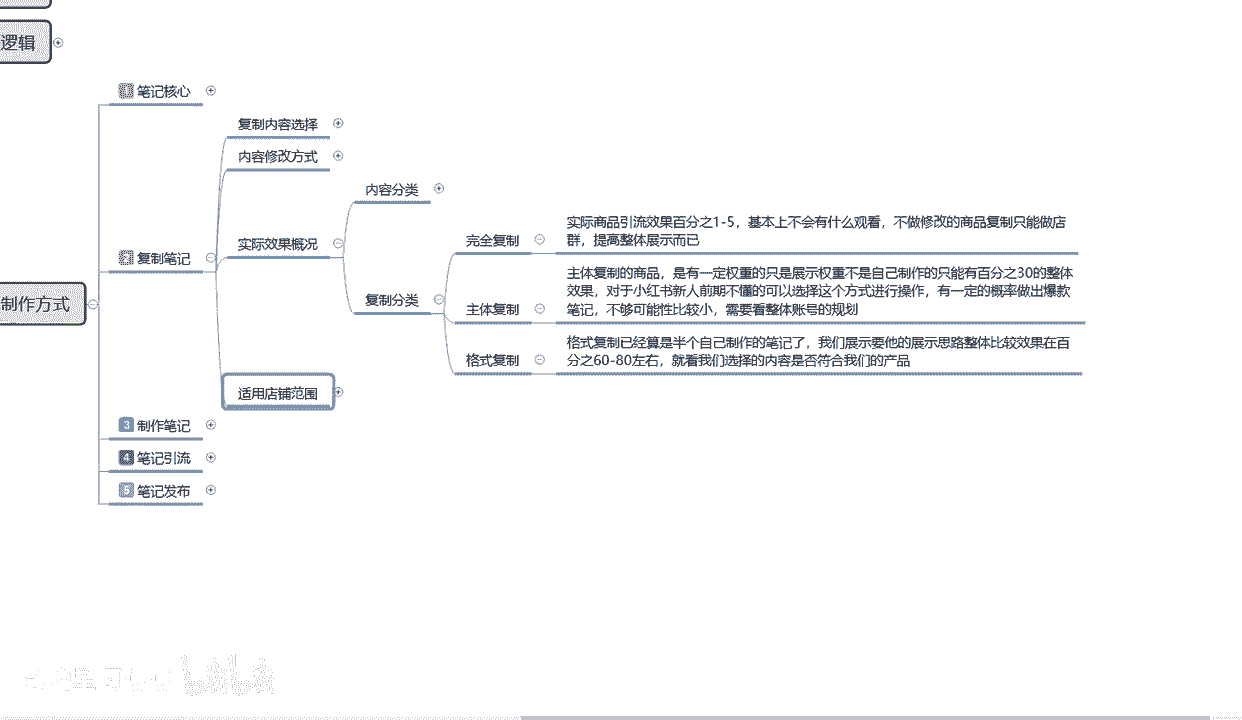 逻辑
1 笔记核心
复制内容选择
内容修改方式
内容分类
实际商品引流效果百分之1-5，基本上不会有什么观看，不做修改的商品复制只能做店
群，提高整体展示而已
完全复制
实际效果概况
2 复制笔记
主体复制的商品，是有一定权重的只是展示权重不是自己制作的只能有百分之30的整体
效果，对于小红书新人前期不懂的可以选择这个方式进行操作，有一定的概率做出爆款
笔记，不够可能性比较小，需要看整体账号的规划
主体复制
复制分类
制作方式
格式复制已经算是半个自己制作的笔记了，我们展示要他的展示思路整体比较效果在百
分之60-80左右，就看我们选择的内容是否符合我们的产品
格式复制
适用店铺范围
3 制作笔记
4 笔记引流
5 笔记发布